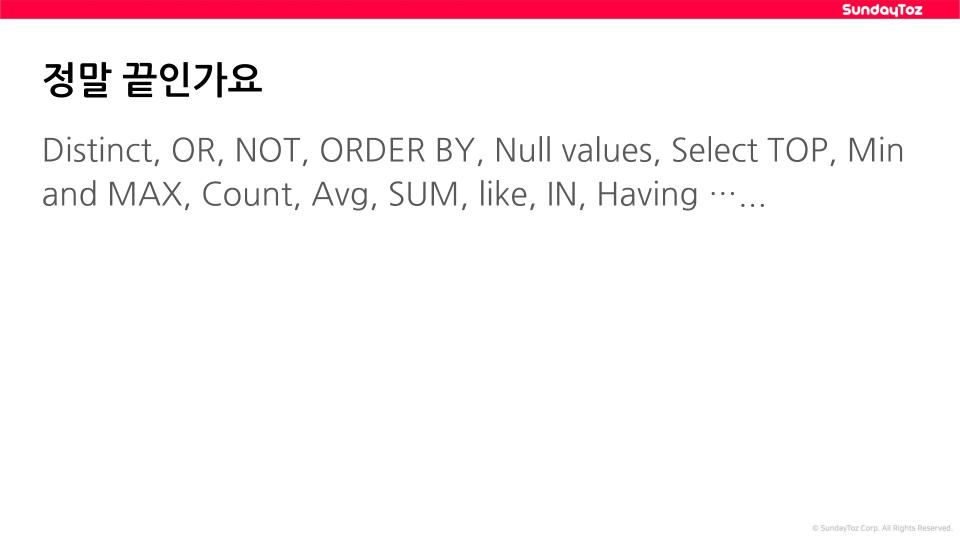 SundayToz
정말 끝인가요
Distinct, OR, NOT, ORDER BY, Null values, Select TOP, Min
and MAX, Count, Avg, SUM, like, IN, Having …...
© SundayToz Corp. All Rights Reserved.